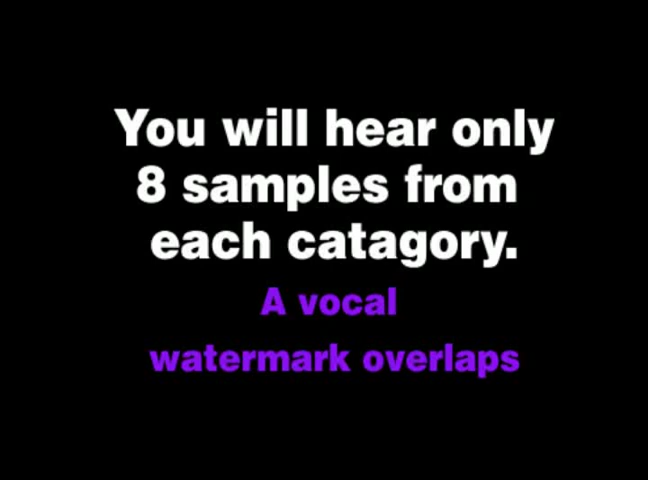 You will hear only
8 samples from
each catagory.
A vocal
watermark overlaps